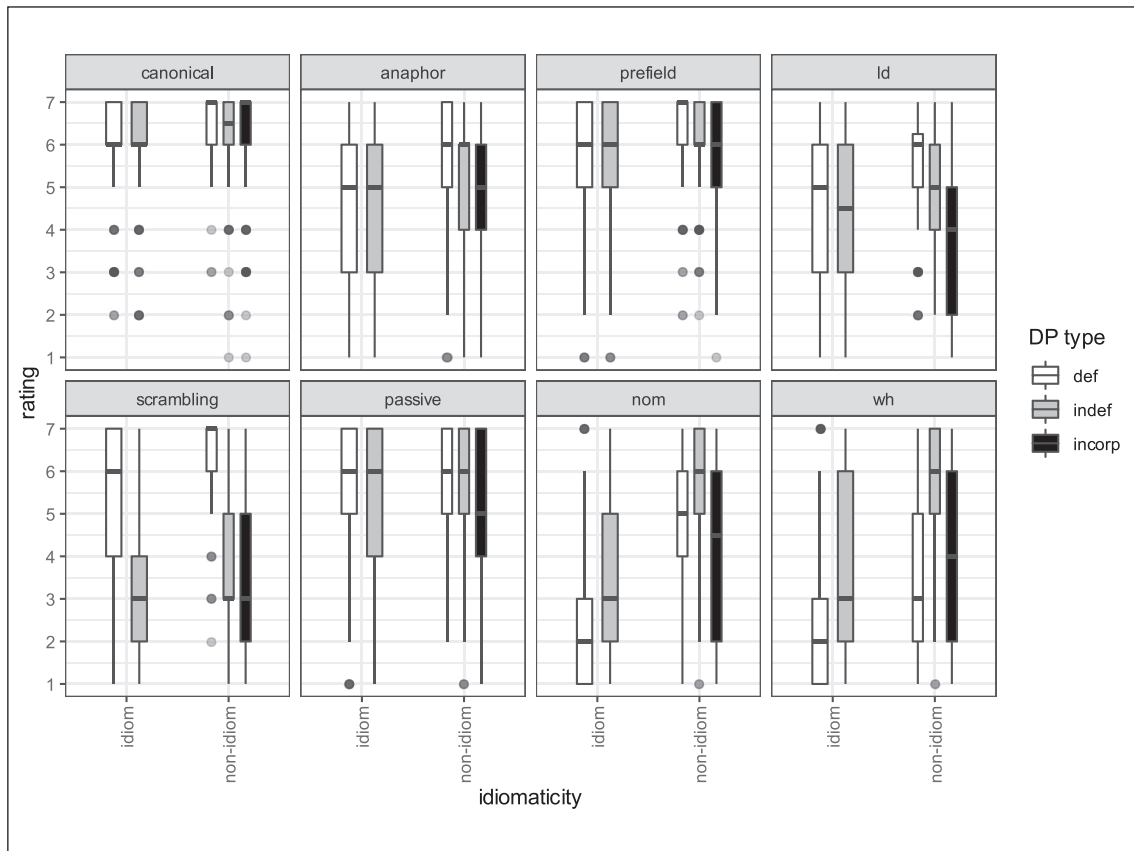 canonical anaphor prefield ld
7
6
5
4
3
2
1
rating
scrambling passive nom wh
7
6
5
4
3
2
1
idiom non-idiom idiom non-idiom idiom non-idiom idiom non-idiom
idiomaticity
DP type
def
indef
incorp